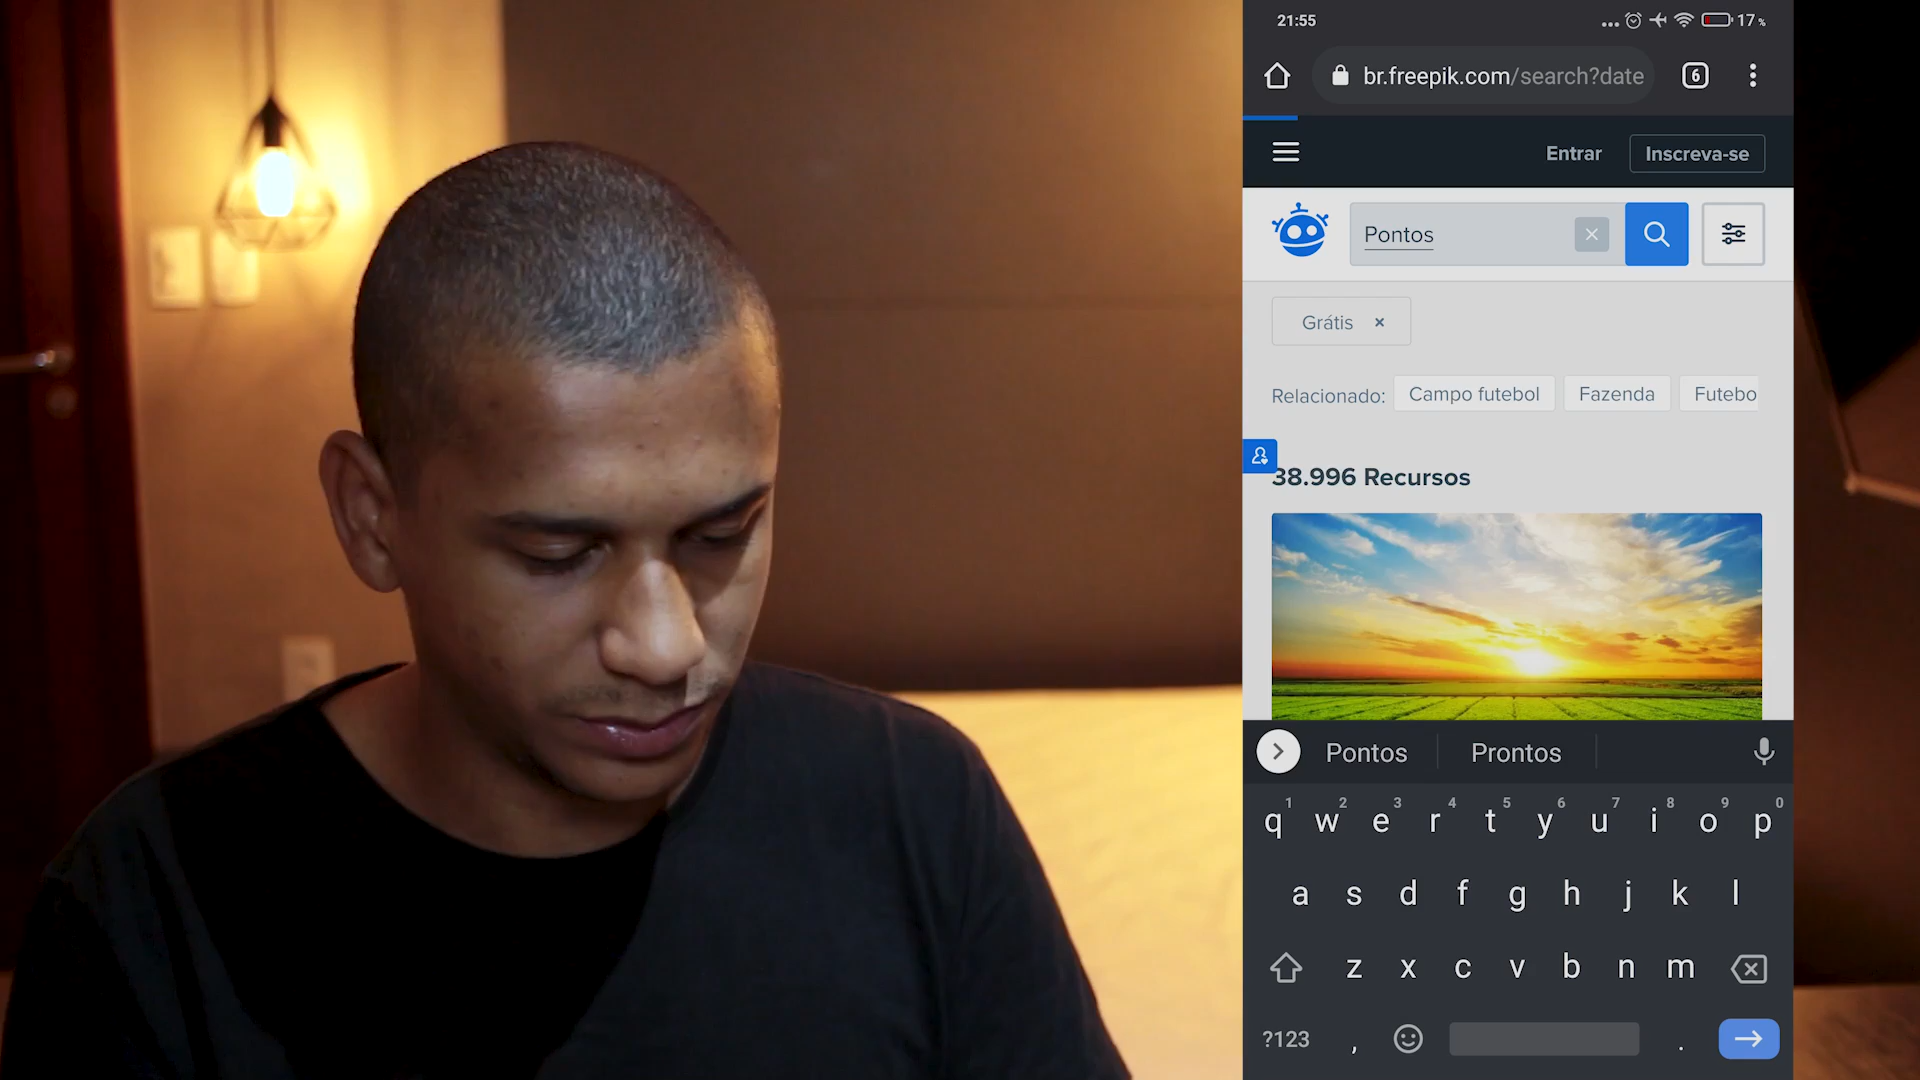 21:55
17 %
br.freepik.com/search?date
6
Entrar
Inscreva-se
Pontos
Grátis ×
Relacionado:
Campo futebol
Fazenda
Futebo
38.996 Recursos
Pontos
Prontos
1 2 3 4 5 6 7 8 9 0
q w e r t y u i o p
a s d f g h j k l
z x c v b n m
?123 , .